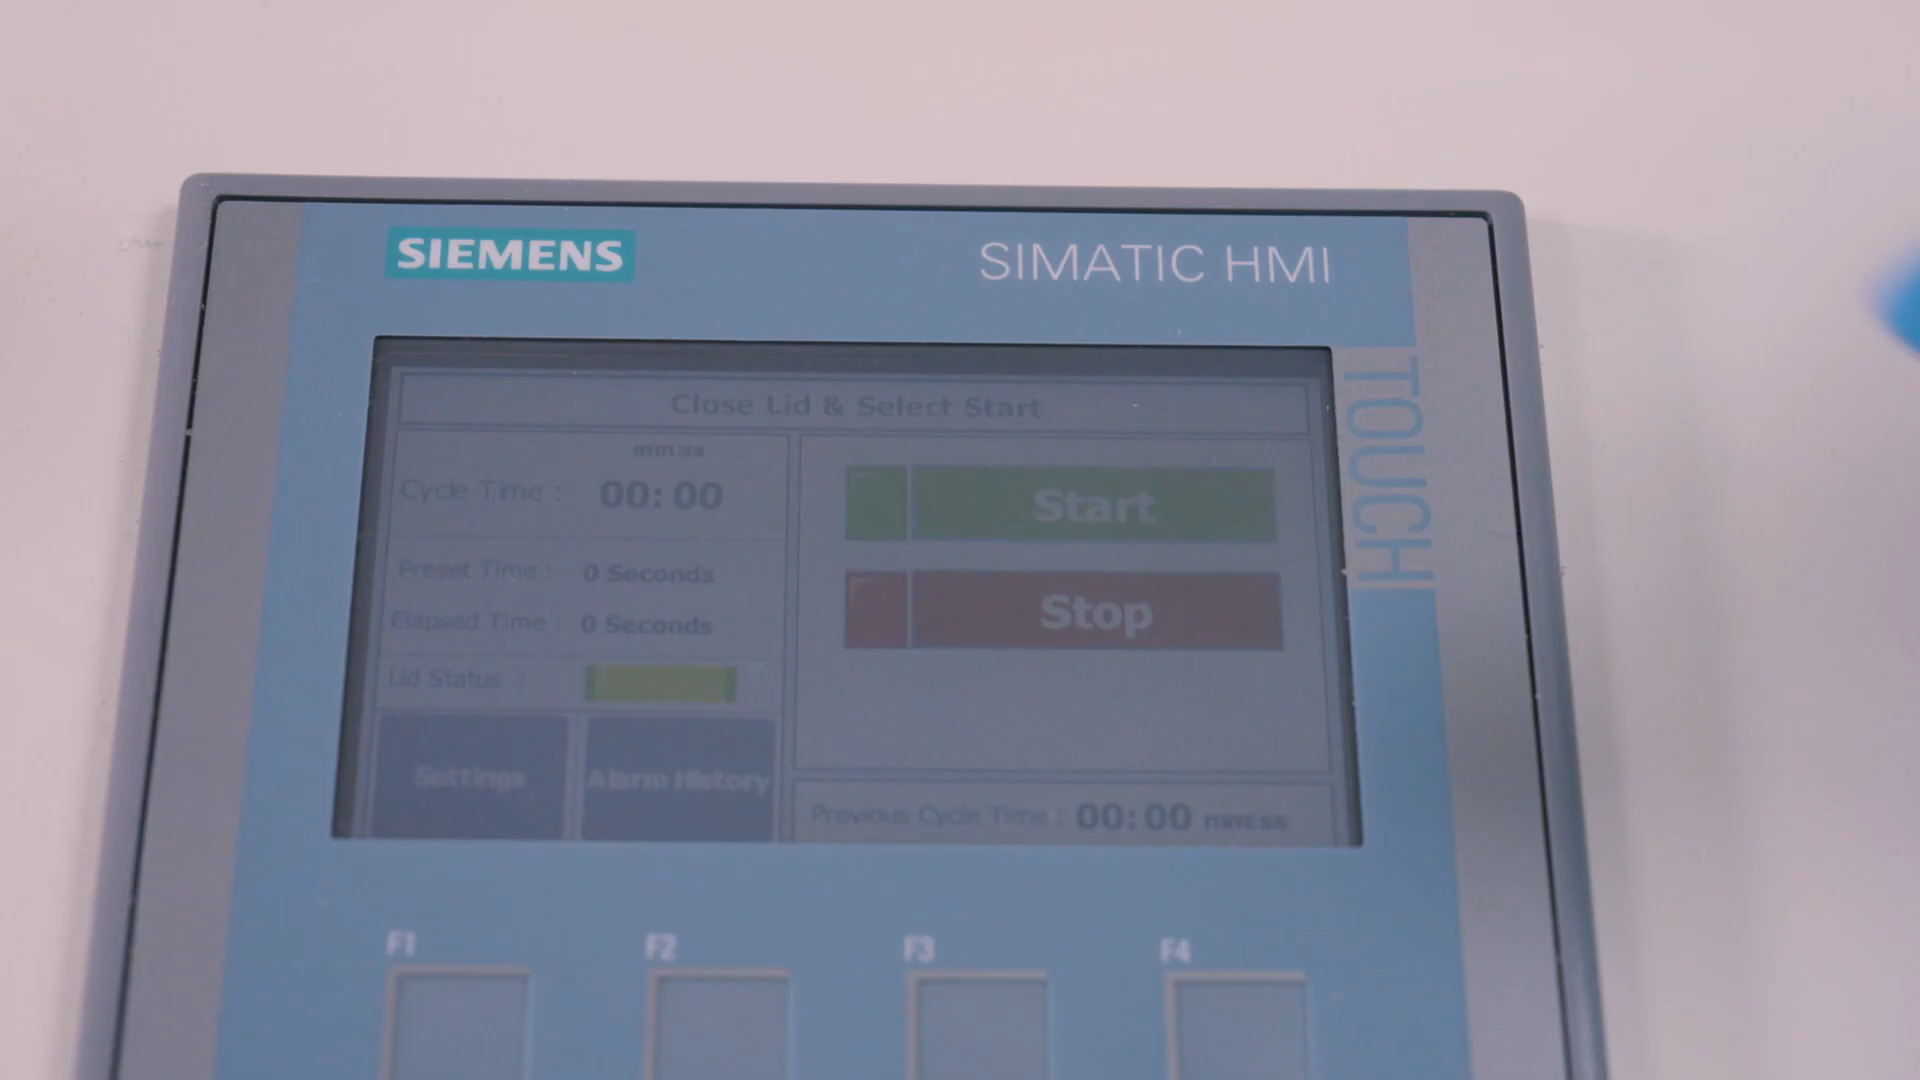 SIEMENS
SIMATIC HMI
TOUCH
Close Lid & Select Start
mm:ss
Cycle Time : 00:00
Preset Time : 0 Seconds
Elapsed Time : 0 Seconds
Lid Status :
Start
Stop
Settings
Alarm History
Previous Cycle Time : 00:00 mm:ss
F1
F2
F3
F4